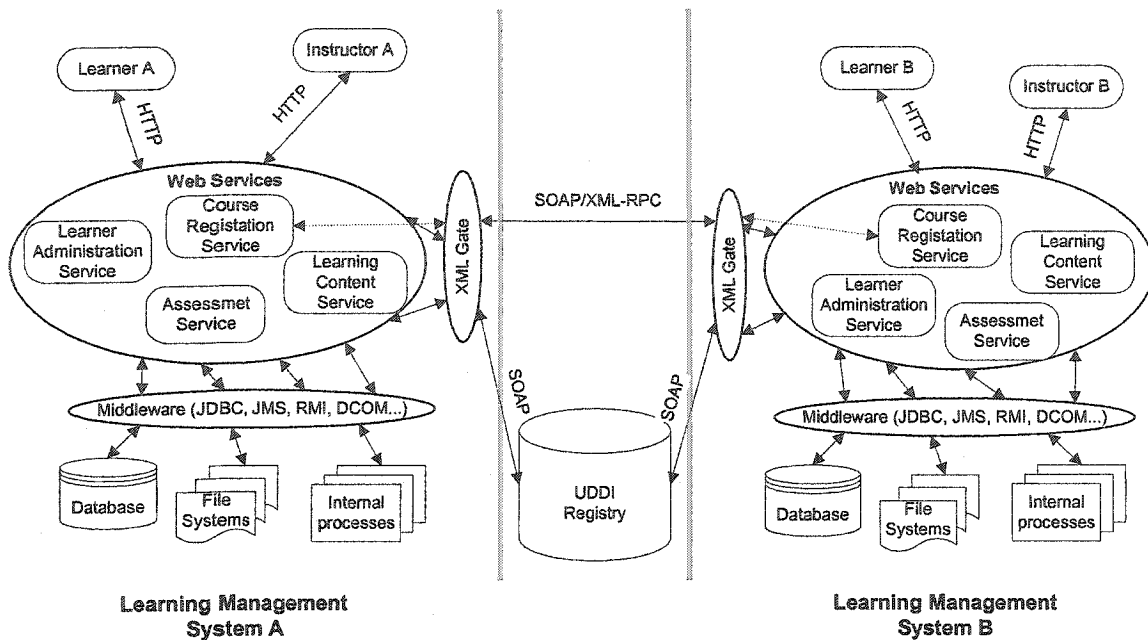 Learner A
Instructor A
HTTP
HTTP
Web Services
Course
Registation
Service
Learner
Administration
Service
Learning
Content
Service
Assessmet
Service
XML Gate
Middleware (JDBC, JMS, RMI, DCOM...)
Database
File
Systems
Internal
processes
Learning Management
System A
SOAP/XML-RPC
SOAP
SOAP
UDDI
Registry
Learner B
Instructor B
HTTP
HTTP
XML Gate
Web Services
Course
Registation
Service
Learning
Content
Service
Learner
Administration
Service
Assessmet
Service
Middleware (JDBC, JMS, RMI, DCOM...)
Database
File
Systems
Internal
processes
Learning Management
System B